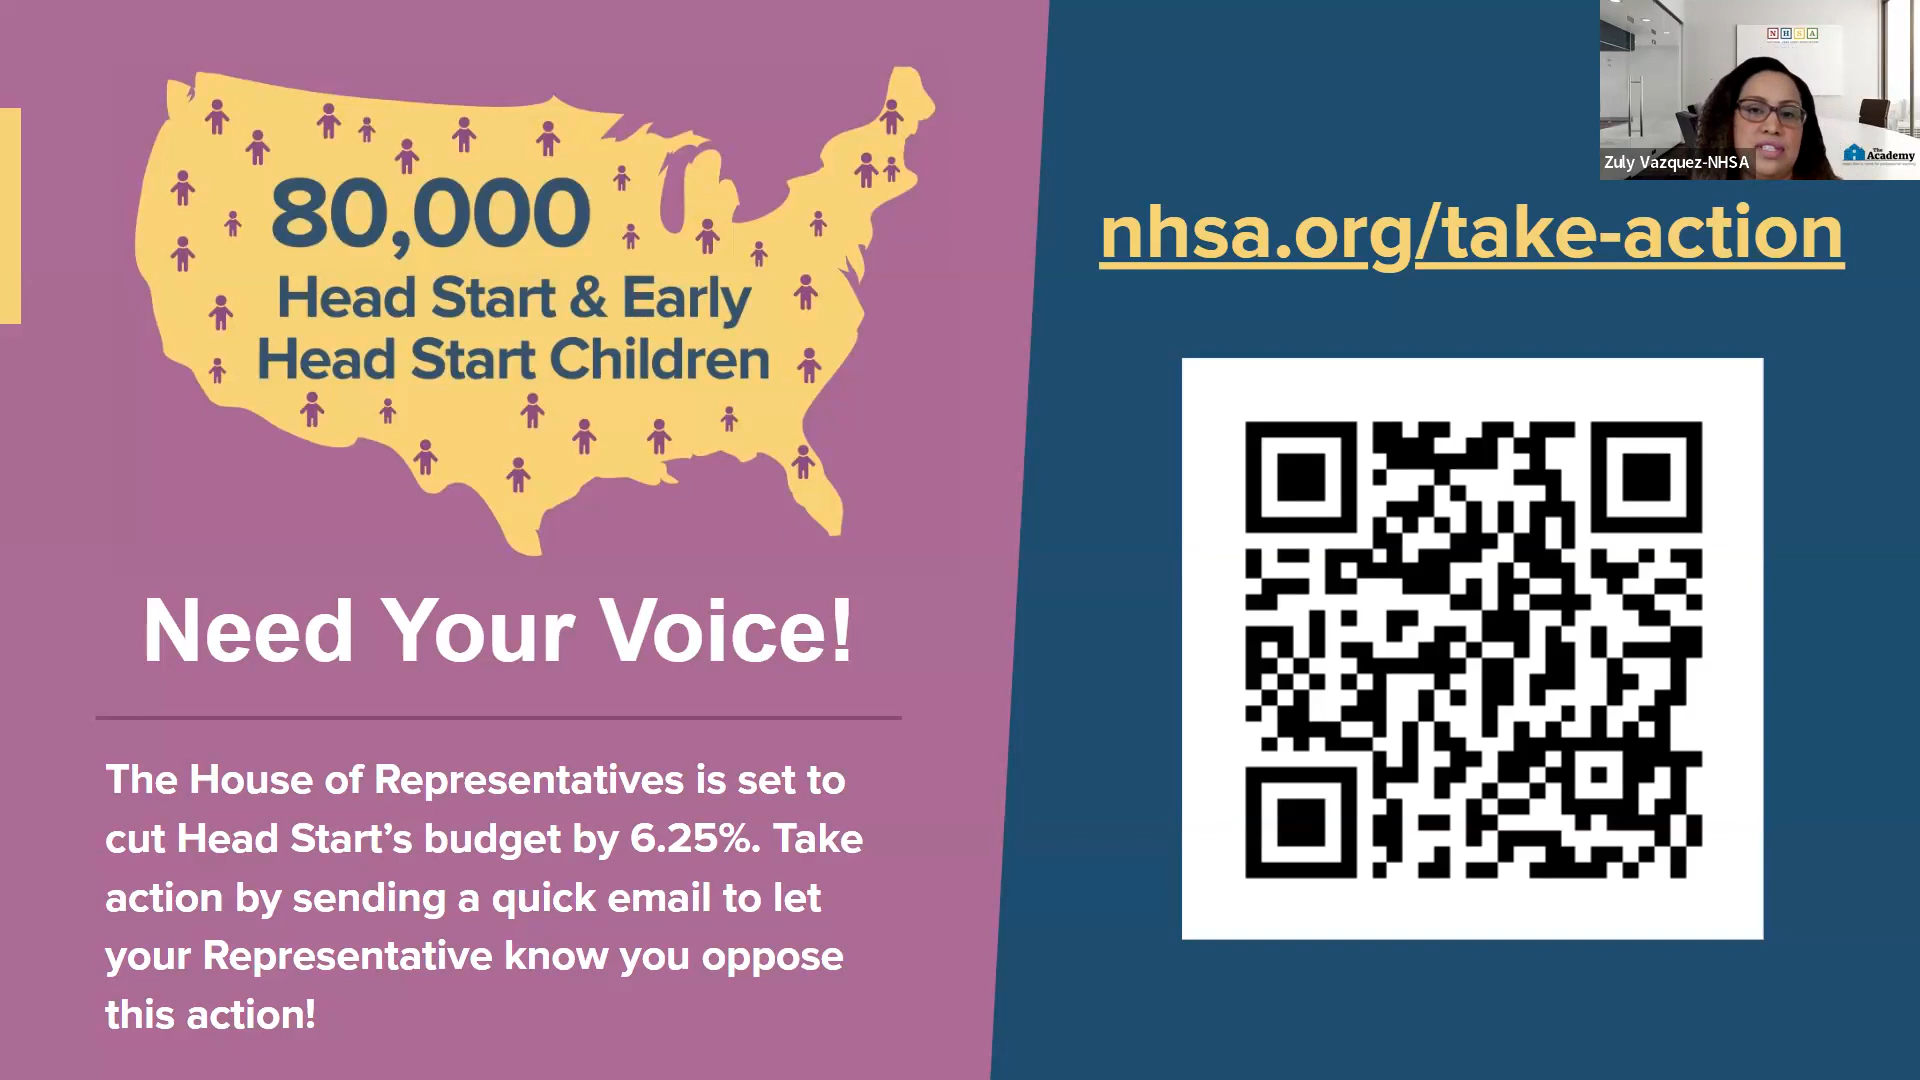 80,000
Head Start & Early
Head Start Children
Need Your Voice!
The House of Representatives is set to
cut Head Start’s budget by 6.25%. Take
action by sending a quick email to let
your Representative know you oppose
this action!
nhsa.org/take-action
NHSA
Zuly Vazquez-NHSA
The
Academy